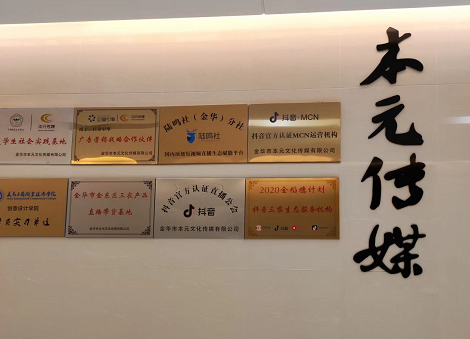 本元传媒
学生社会实践基地
金华市本元文化传媒有限公司
广告营销战略合作伙伴
金华市本元文化传媒有限公司
陆鸣社（金华）分社
陆鸣社
抖音·MCN
抖音官方认证MCN运营机构
金华市本元文化传媒有限公司
创意设计学院
金华市金东区三农产品
直播带货基地
抖音官方认证直播公会
抖音
金华市本元文化传媒有限公司
2020金稻穗计划
抖音三农生态服务机构